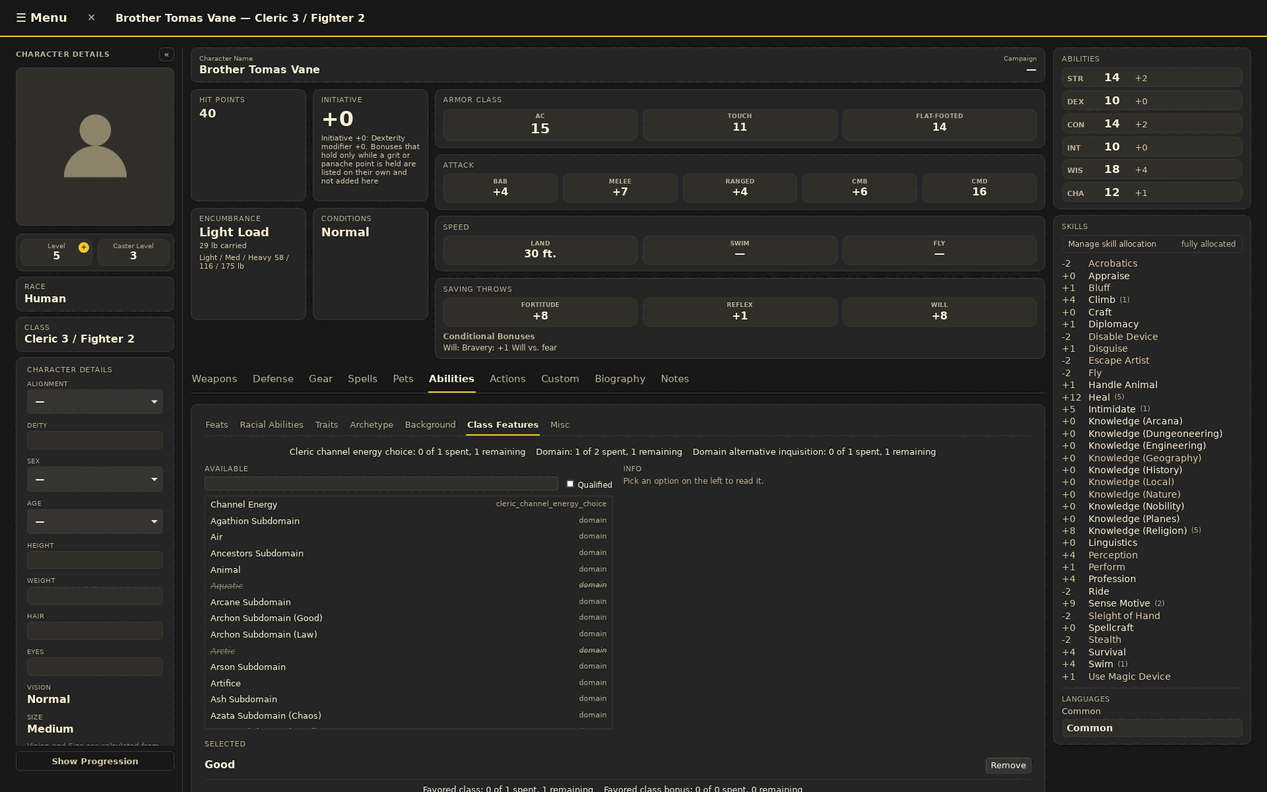 ☰ Menu ✕ Brother Tomas Vane — Cleric 3 / Fighter 2
CHARACTER DETAILS «
Level
5
+
Caster Level
3
RACE
Human
CLASS
Cleric 3 / Fighter 2
CHARACTER DETAILS
ALIGNMENT
—
DEITY
SEX
—
AGE
—
HEIGHT
WEIGHT
HAIR
EYES
VISION
Normal
SIZE
Medium
Vision and Size are calculated from
Show Progression
Character Name
Brother Tomas Vane
Campaign
—
HIT POINTS
40
INITIATIVE
+0
Initiative +0: Dexterity
modifier +0. Bonuses that
hold only while a grit or
panache point is held are
listed on their own and
not added here
ENCUMBRANCE
Light Load
29 lb carried
Light / Med / Heavy 58 /
116 / 175 lb
CONDITIONS
Normal
ARMOR CLASS
AC
15
TOUCH
11
FLAT-FOOTED
14
ATTACK
BAB
+4
MELEE
+7
RANGED
+4
CMB
+6
CMD
16
SPEED
LAND
30 ft.
SWIM
—
FLY
—
SAVING THROWS
FORTITUDE
+8
REFLEX
+1
WILL
+8
Conditional Bonuses
Will: Bravery: +1 Will vs. fear
Weapons Defense Gear Spells Pets Abilities Actions Custom Biography Notes
Feats Racial Abilities Traits Archetype Background Class Features Misc
Cleric channel energy choice: 0 of 1 spent, 1 remaining Domain: 1 of 2 spent, 1 remaining Domain alternative inquisition: 0 of 1 spent, 1 remaining
AVAILABLE
Qualified
Channel Energy cleric_channel_energy_choice
Agathion Subdomain domain
Air domain
Ancestors Subdomain domain
Animal domain
Aquatic domain
Arcane Subdomain domain
Archon Subdomain (Good) domain
Archon Subdomain (Law) domain
Arctic domain
Arson Subdomain domain
Artifice domain
Ash Subdomain domain
Azata Subdomain (Chaos) domain
INFO
Pick an option on the left to read it.
SELECTED
Good Remove
Favored class: 0 of 1 spent, 1 remaining Favored class bonus: 0 of 0 spent, 0 remaining
ABILITIES
STR 14 +2
DEX 10 +0
CON 14 +2
INT 10 +0
WIS 18 +4
CHA 12 +1
SKILLS
Manage skill allocation fully allocated
-2 Acrobatics
+0 Appraise
+1 Bluff
+4 Climb (1)
+0 Craft
+1 Diplomacy
-2 Disable Device
+1 Disguise
-2 Escape Artist
-2 Fly
+1 Handle Animal
+12 Heal (5)
+5 Intimidate (1)
+0 Knowledge (Arcana)
+0 Knowledge (Dungeoneering)
+0 Knowledge (Engineering)
+0 Knowledge (Geography)
+0 Knowledge (History)
+0 Knowledge (Local)
+0 Knowledge (Nature)
+0 Knowledge (Nobility)
+0 Knowledge (Planes)
+8 Knowledge (Religion) (5)
+0 Linguistics
+4 Perception
+1 Perform
+4 Profession
-2 Ride
+9 Sense Motive (2)
-2 Sleight of Hand
+0 Spellcraft
-2 Stealth
+4 Survival
+4 Swim (1)
+1 Use Magic Device
LANGUAGES
Common
Common